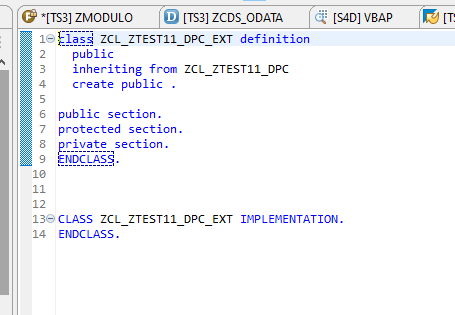 *[TS3] ZMODULO [TS3] ZCDS_ODATA [S4D] VBAP [TS
1 class ZCL_ZTEST11_DPC_EXT definition
2 public
3 inheriting from ZCL_ZTEST11_DPC
4 create public .
5
6 public section.
7 protected section.
8 private section.
9 ENDCLASS.
10
11
12
13 CLASS ZCL_ZTEST11_DPC_EXT IMPLEMENTATION.
14 ENDCLASS.